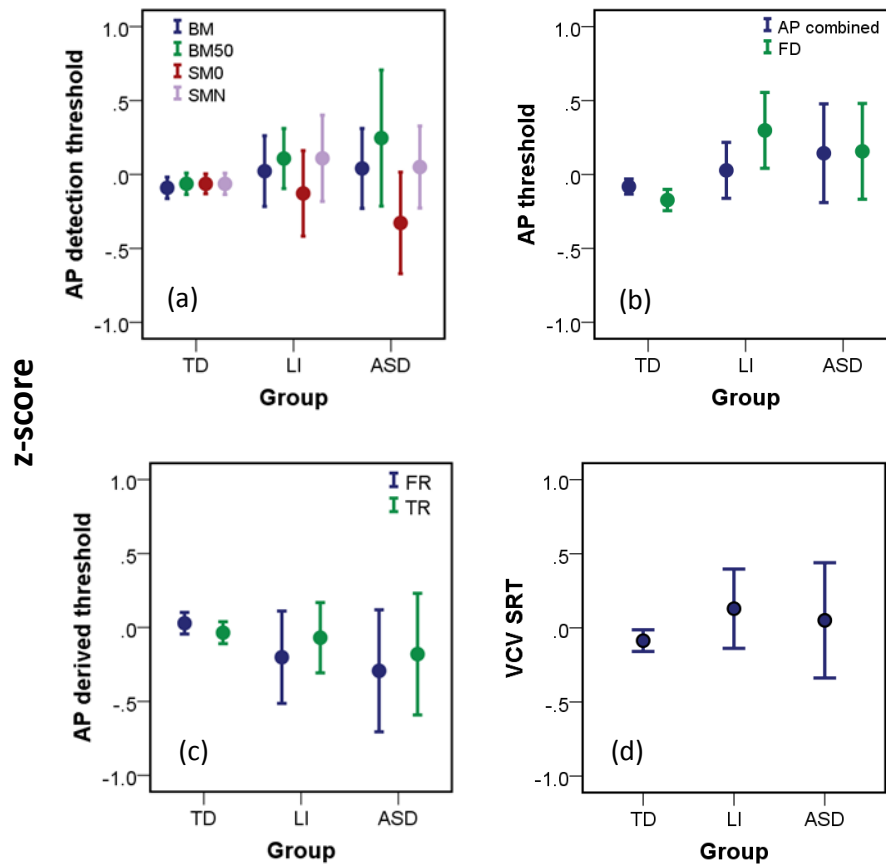 z-score
AP detection threshold
1.0
.5
.0
-.5
-1.0
BM
BM50
SM0
SMN
(a)
TD LI ASD
Group
AP threshold
1.0
.5
.0
-.5
-1.0
AP combined
FD
(b)
TD LI ASD
Group
AP derived threshold
1.0
.5
.0
-.5
-1.0
FR
TR
(c)
TD LI ASD
Group
VCV SRT
1.0
.5
.0
-.5
-1.0
(d)
TD LI ASD
Group